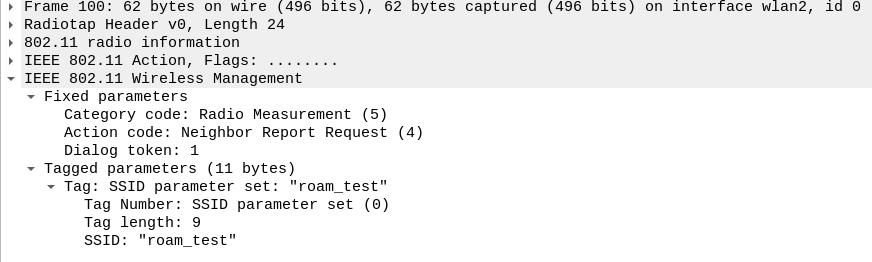 Frame 100: 62 bytes on wire (496 bits), 62 bytes captured (496 bits) on interface wlan2, id 0
Radiotap Header v0, Length 24
802.11 radio information
IEEE 802.11 Action, Flags: ........
IEEE 802.11 Wireless Management
Fixed parameters
Category code: Radio Measurement (5)
Action code: Neighbor Report Request (4)
Dialog token: 1
Tagged parameters (11 bytes)
Tag: SSID parameter set: "roam_test"
Tag Number: SSID parameter set (0)
Tag length: 9
SSID: "roam_test"